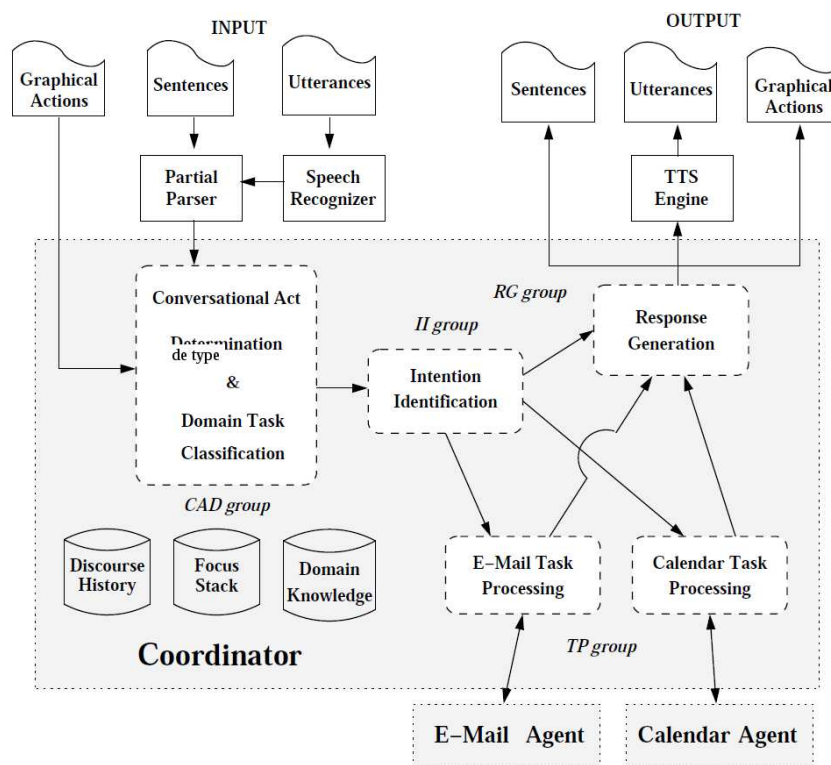 INPUT
OUTPUT
Graphical
Actions
Sentences
Utterances
Sentences
Utterances
Graphical
Actions
Partial
Parser
Speech
Recognizer
TTS
Engine
Conversational Act
Determination
de type
&
Domain Task
Classification
CAD group
II group
Intention
Identification
RG group
Response
Generation
Discourse
History
Focus
Stack
Domain
Knowledge
E–Mail Task
Processing
Calendar Task
Processing
TP group
Coordinator
E–Mail Agent
Calendar Agent